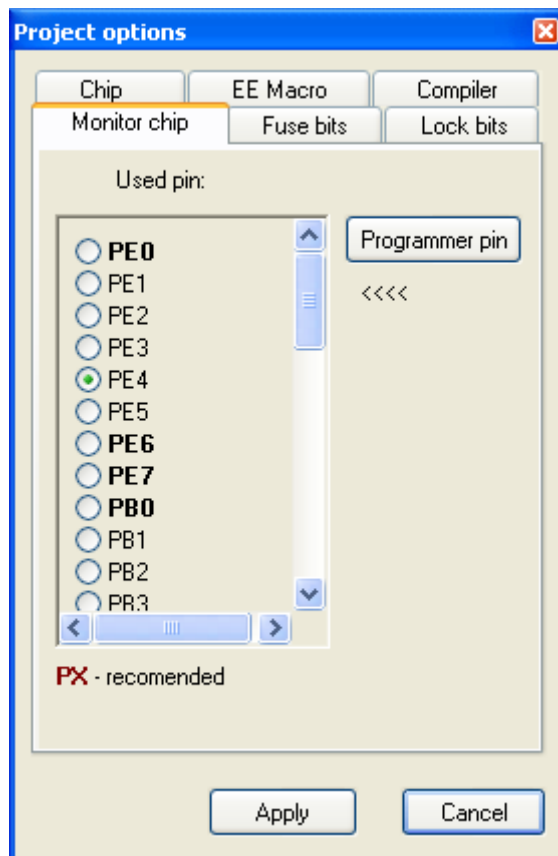 Project options
Chip EE Macro Compiler
Monitor chip Fuse bits Lock bits
Used pin:
Programmer pin
<<<<
PE0
PE1
PE2
PE3
PE4
PE5
PE6
PE7
PB0
PB1
PB2
PB3
PX - recomended
Apply Cancel